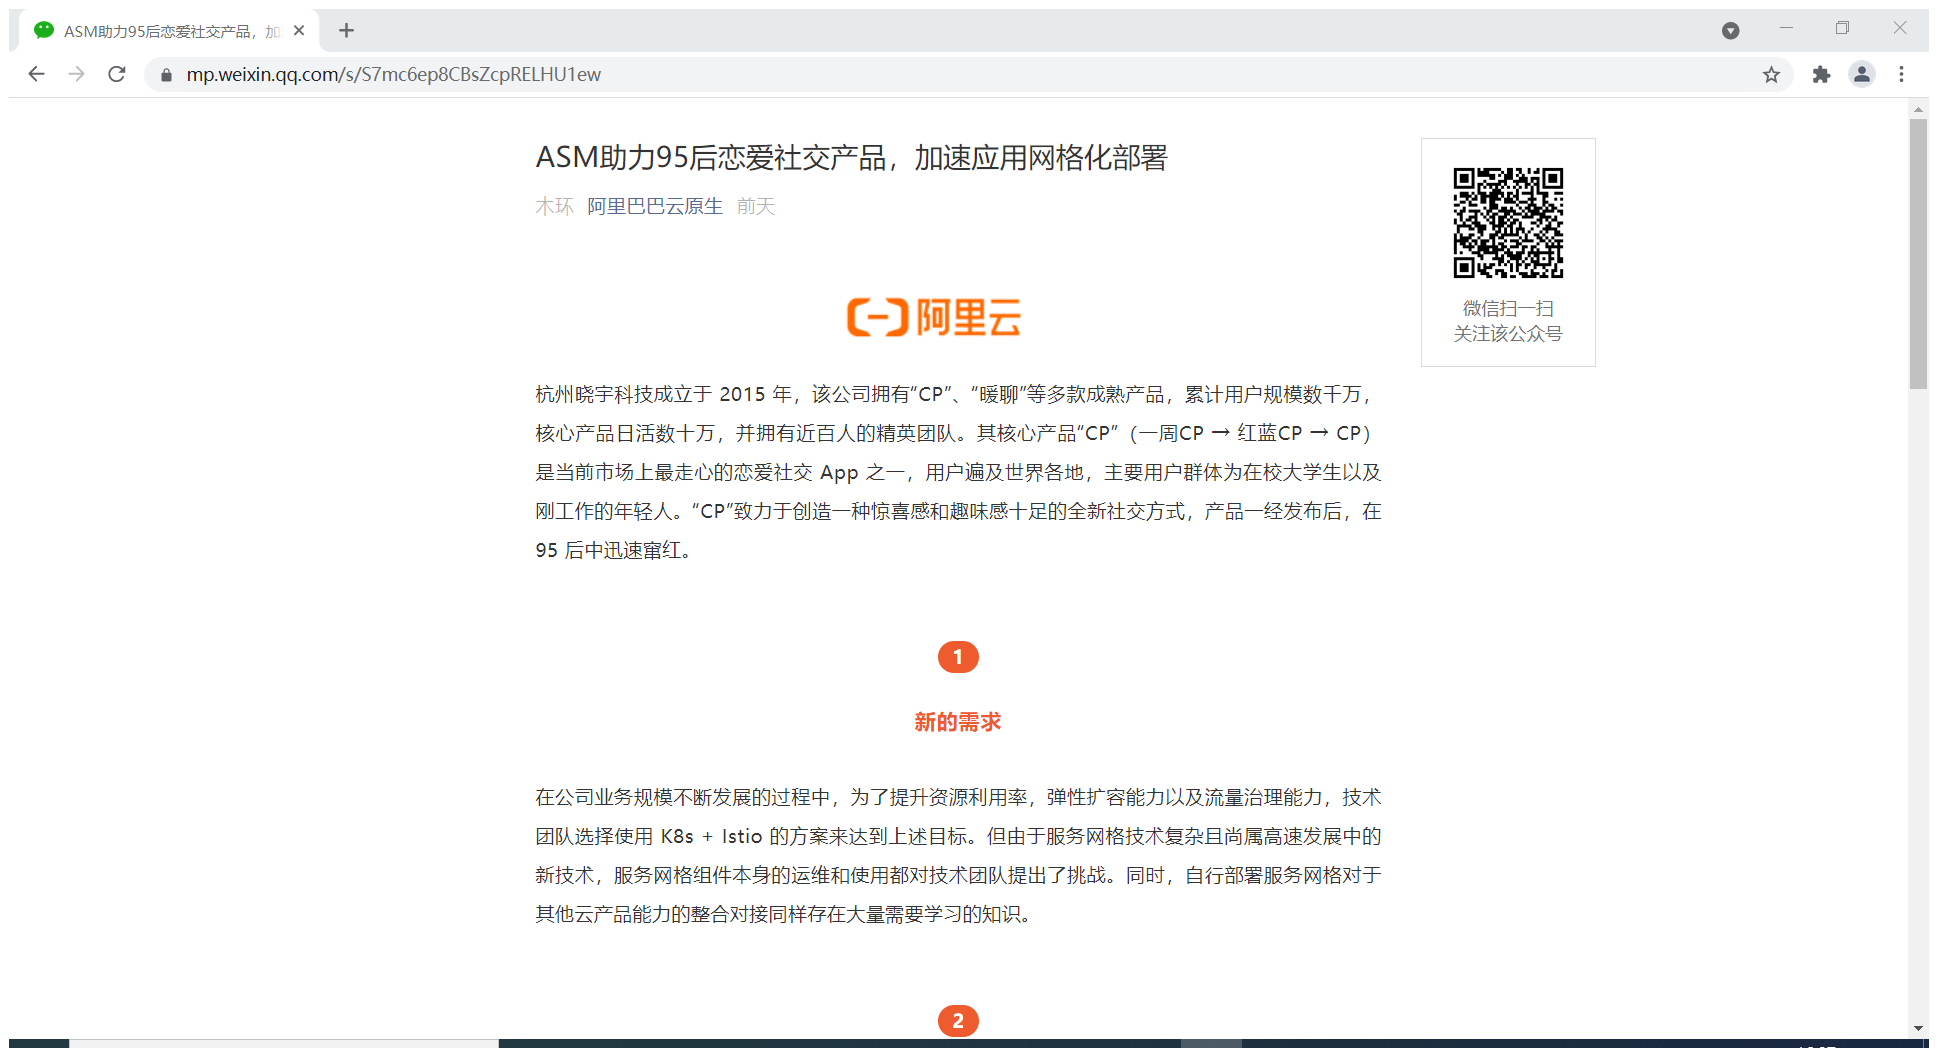 ASM助力95后恋爱社交产品，加
mp.weixin.qq.com/s/S7mc6ep8CBsZcpRELHU1ew
ASM助力95后恋爱社交产品，加速应用网格化部署
木环 阿里巴巴云原生 前天
微信扫一扫
关注该公众号
阿里云
杭州晓宇科技成立于 2015 年，该公司拥有“CP”、“暖聊”等多款成熟产品，累计用户规模数千万，
核心产品日活数十万，并拥有近百人的精英团队。其核心产品“CP”（一周CP → 红蓝CP → CP）
是当前市场上最走心的恋爱社交 App 之一，用户遍及世界各地，主要用户群体为在校大学生以及
刚工作的年轻人。“CP”致力于创造一种惊喜感和趣味感十足的全新社交方式，产品一经发布后，在
95 后中迅速窜红。
1
新的需求
在公司业务规模不断发展的过程中，为了提升资源利用率，弹性扩容能力以及流量治理能力，技术
团队选择使用 K8s + Istio 的方案来达到上述目标。但由于服务网格技术复杂且尚属高速发展中的
新技术，服务网格组件本身的运维和使用都对技术团队提出了挑战。同时，自行部署服务网格对于
其他云产品能力的整合对接同样存在大量需要学习的知识。
2